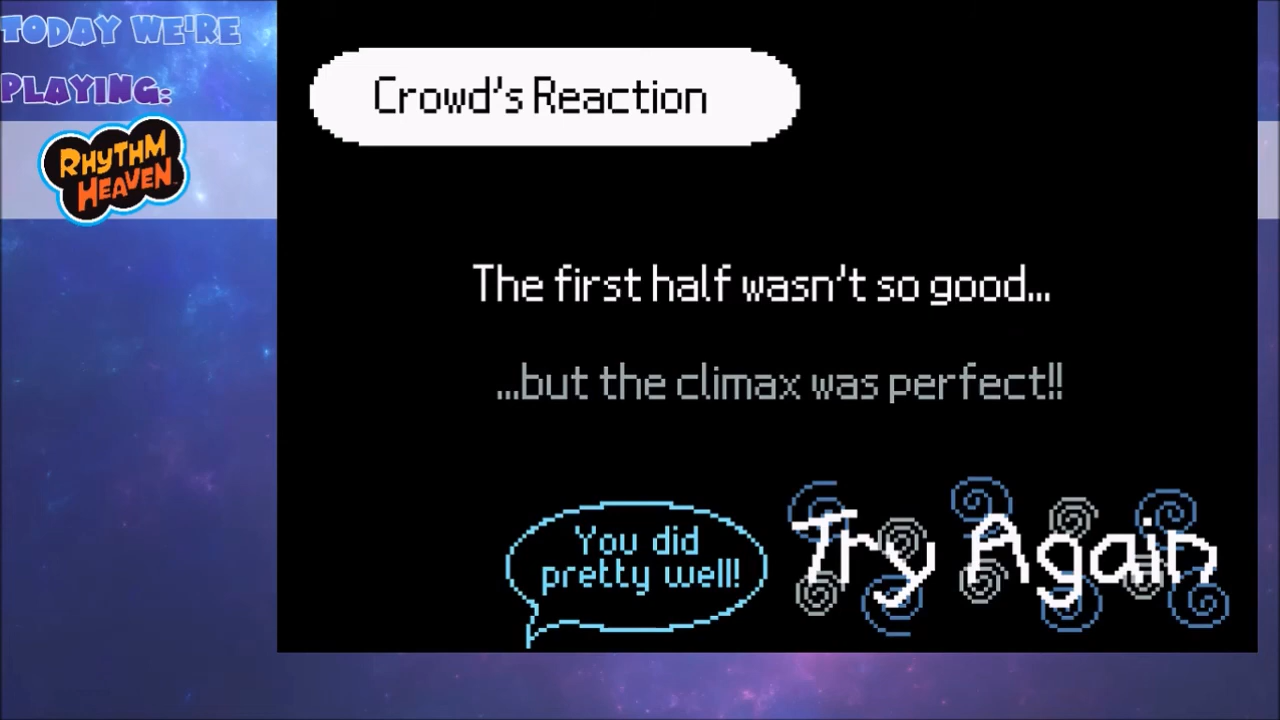 TODAY WE'RE
PLAYING:
RHYTHM
HEAVEN
Crowd's Reaction
The first half wasn't so good...
...but the climax was perfect!!
You did
pretty well!
Try Again